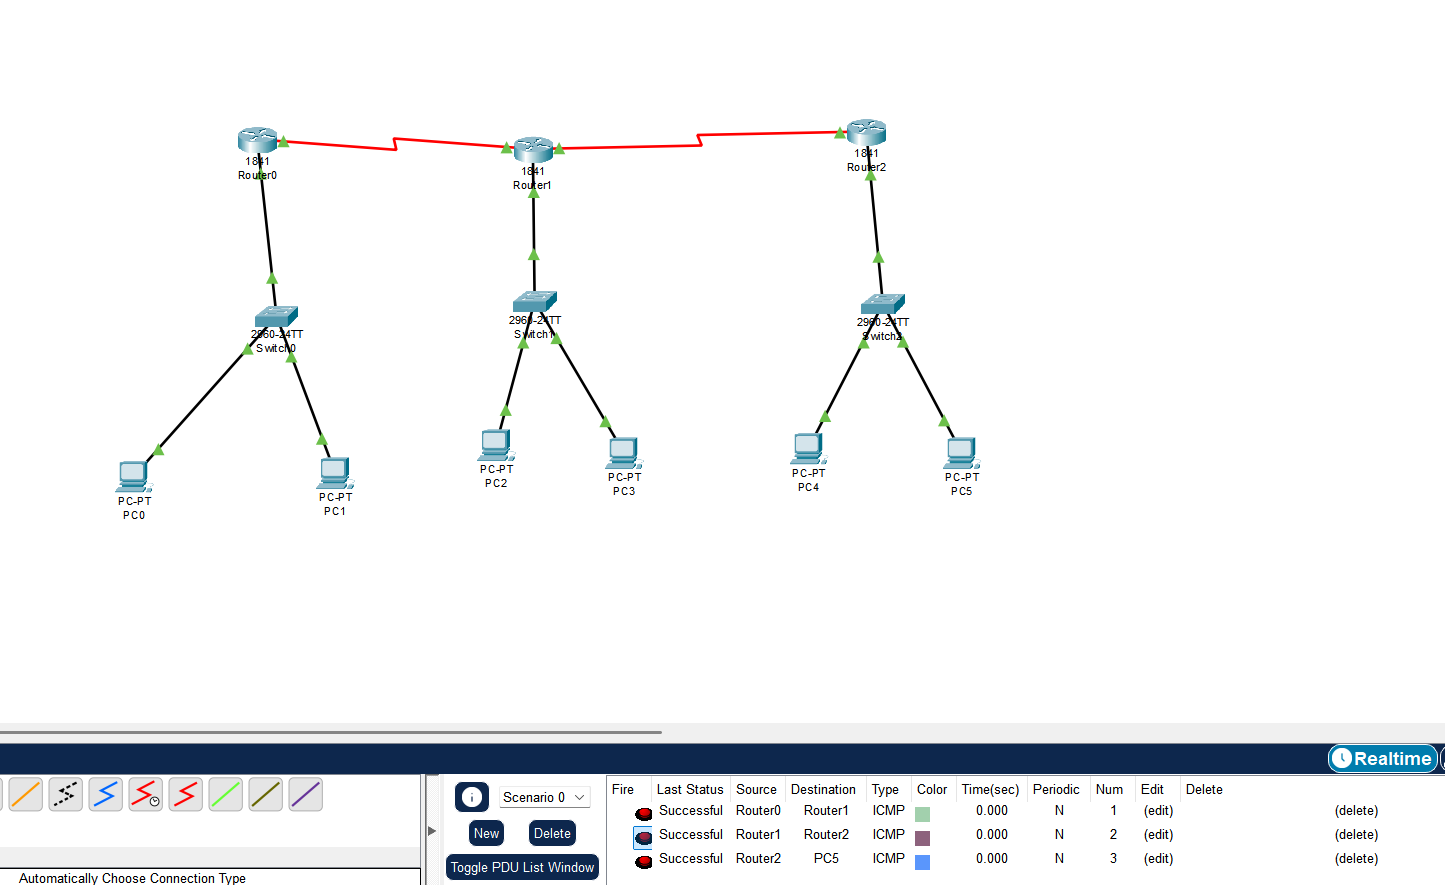 1841
Router0
1841
Router1
1841
Router2
2960-24TT
Switch0
2960-24TT
Switch1
2960-24TT
Switch2
PC-PT
PC0
PC-PT
PC1
PC-PT
PC2
PC-PT
PC3
PC-PT
PC4
PC-PT
PC5
Realtime
Scenario 0
New
Delete
Toggle PDU List Window
Automatically Choose Connection Type
Fire Last Status Source Destination Type Color Time(sec) Periodic Num Edit Delete
Successful Router0 Router1 ICMP 0.000 N 1 (edit) (delete)
Successful Router1 Router2 ICMP 0.000 N 2 (edit) (delete)
Successful Router2 PC5 ICMP 0.000 N 3 (edit) (delete)